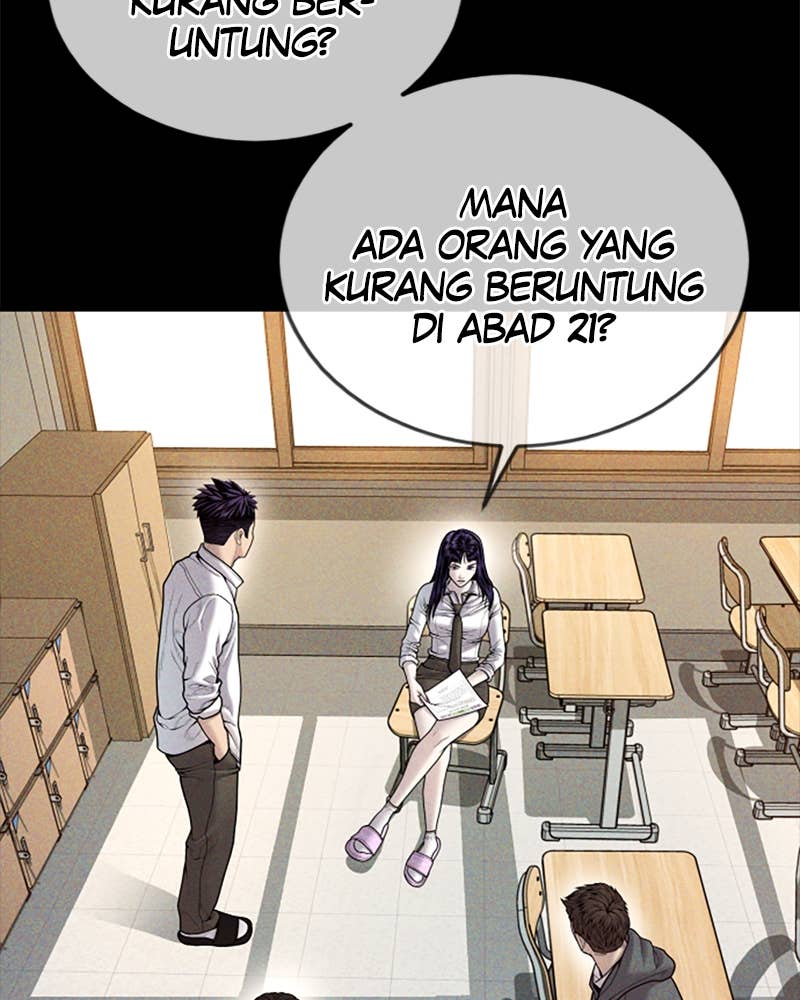 KURANG BER-
UNTUNG?
MANA
ADA ORANG YANG
KURANG BERUNTUNG
DI ABAD 21?